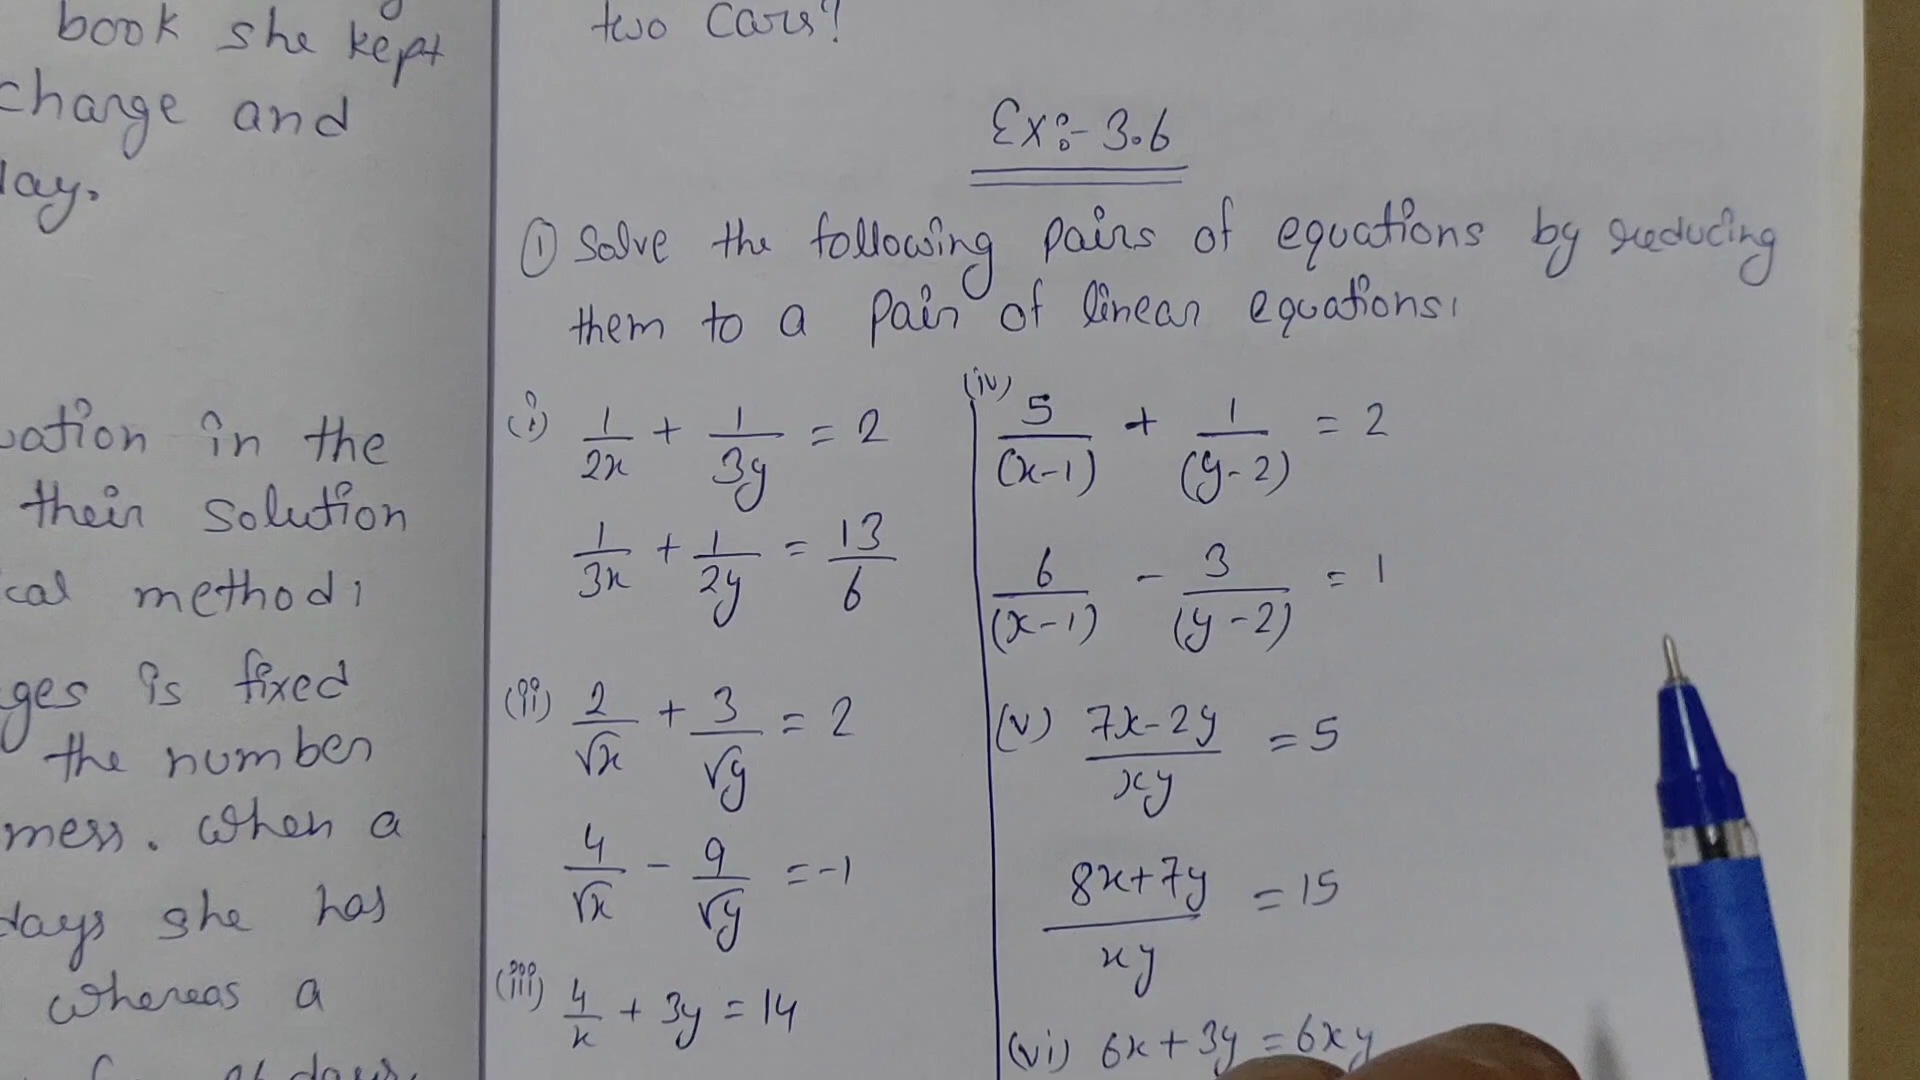 book she kept
change and
day.
in the
their solution
method:
is fixed
the number
mess. When a
days she has
whereas a
of days.
two Cars?
Ex:- 3.6
① Solve the following pairs of equations by reducing
them to a pair of linear equations:
(i) 1/2x + 1/3y = 2
1/3x + 1/2y = 13/6
(ii) 2/√x + 3/√y = 2
4/√x - 9/√y = -1
(iii) 4/x + 3y = 14
(iv) 5/(x-1) + 1/(y-2) = 2
6/(x-1) - 3/(y-2) = 1
(v) 7x-2y/xy = 5
8x+7y/xy = 15
(vi) 6x + 3y = 6xy